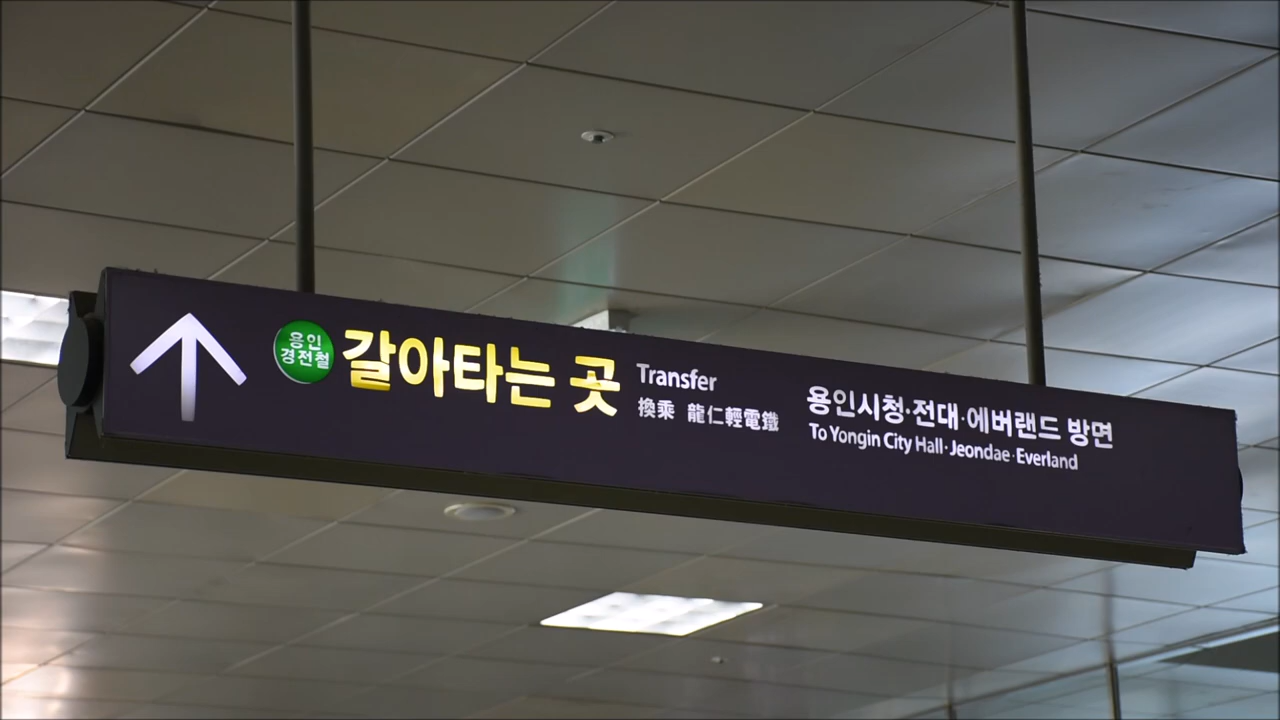 용인
경전철
갈아타는 곳
Transfer
換乘 龍仁輕電鐵
용인시청·전대·에버랜드 방면
To Yongin City Hall·Jeondae·Everland